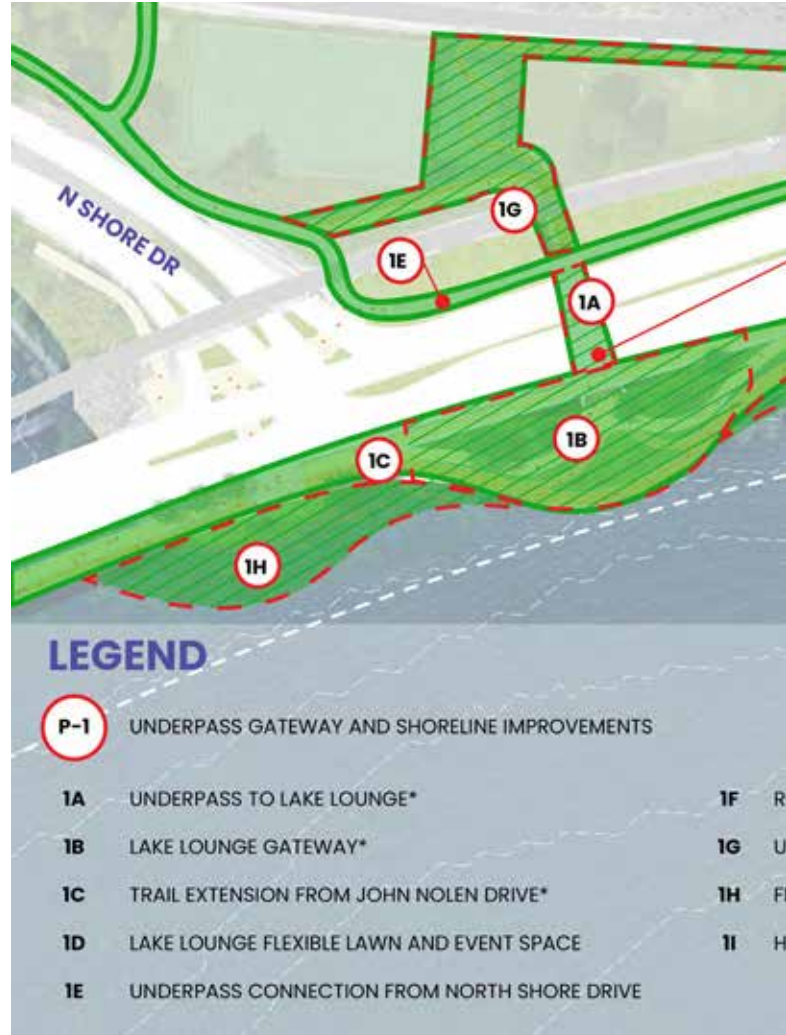 N SHORE DR
1G
1E
1A
1B
1C
1H
LEGEND
P-1 UNDERPASS GATEWAY AND SHORELINE IMPROVEMENTS
1A UNDERPASS TO LAKE LOUNGE* 1F R
1B LAKE LOUNGE GATEWAY* 1G U
1C TRAIL EXTENSION FROM JOHN NOLEN DRIVE* 1H F
1D LAKE LOUNGE FLEXIBLE LAWN AND EVENT SPACE 1I H
1E UNDERPASS CONNECTION FROM NORTH SHORE DRIVE